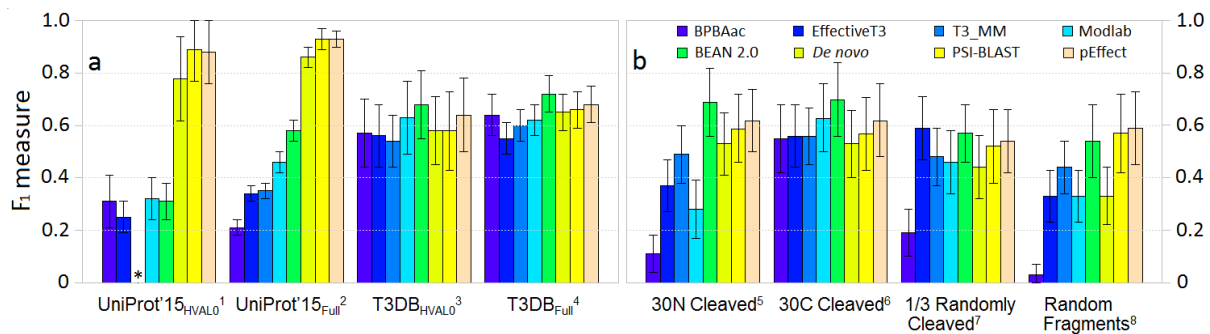 a
b
F₁ measure
1.0
0.8
0.6
0.4
0.2
0
*
UniProt'15HVAL0¹
UniProt'15Full²
T3DBHVAL0³
T3DBFull⁴
BPBAac
EffectiveT3
T3_MM
Modlab
BEAN 2.0
De novo
PSI-BLAST
pEffect
30N Cleaved⁵
30C Cleaved⁶
1/3 Randomly
Cleaved⁷
Random
Fragments⁸
1.0
0.8
0.6
0.4
0.2
0